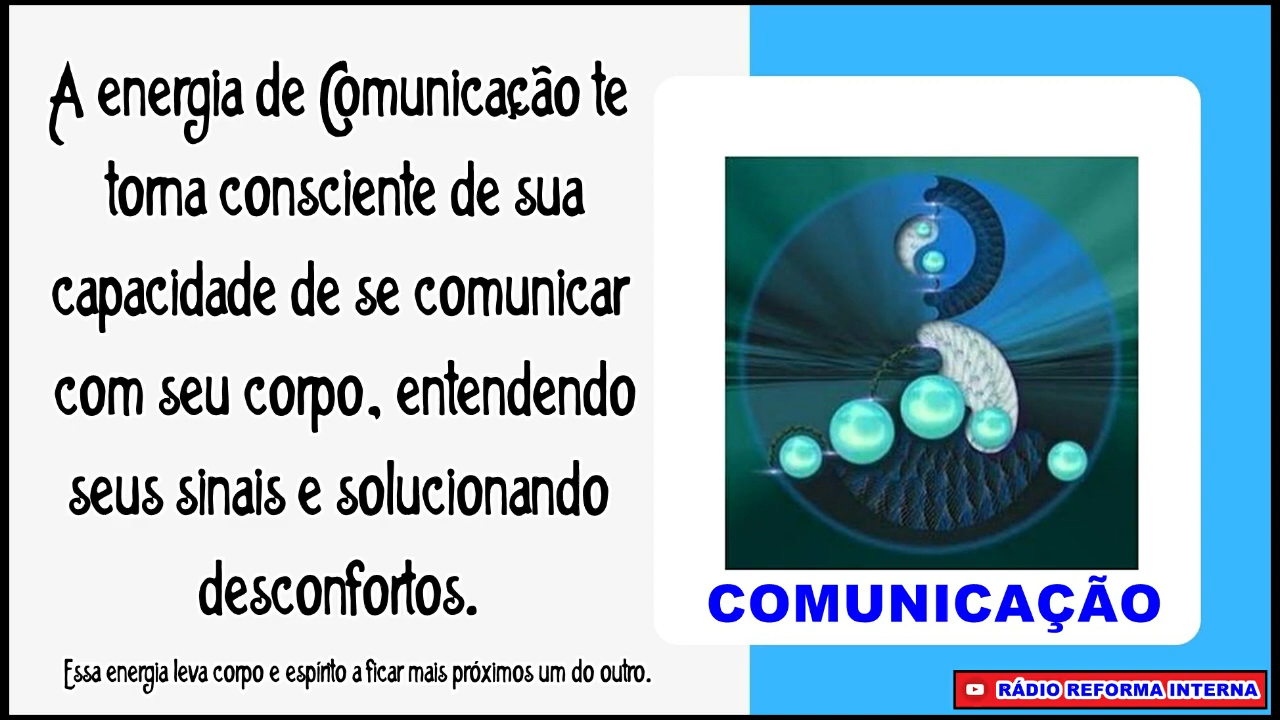 A energia de Comunicação te
torna consciente de sua
capacidade de se comunicar
com seu corpo, entendendo
seus sinais e solucionando
desconfortos.
Essa energia leva corpo e espírito a ficar mais próximos um do outro.
COMUNICAÇÃO
RÁDIO REFORMA INTERNA